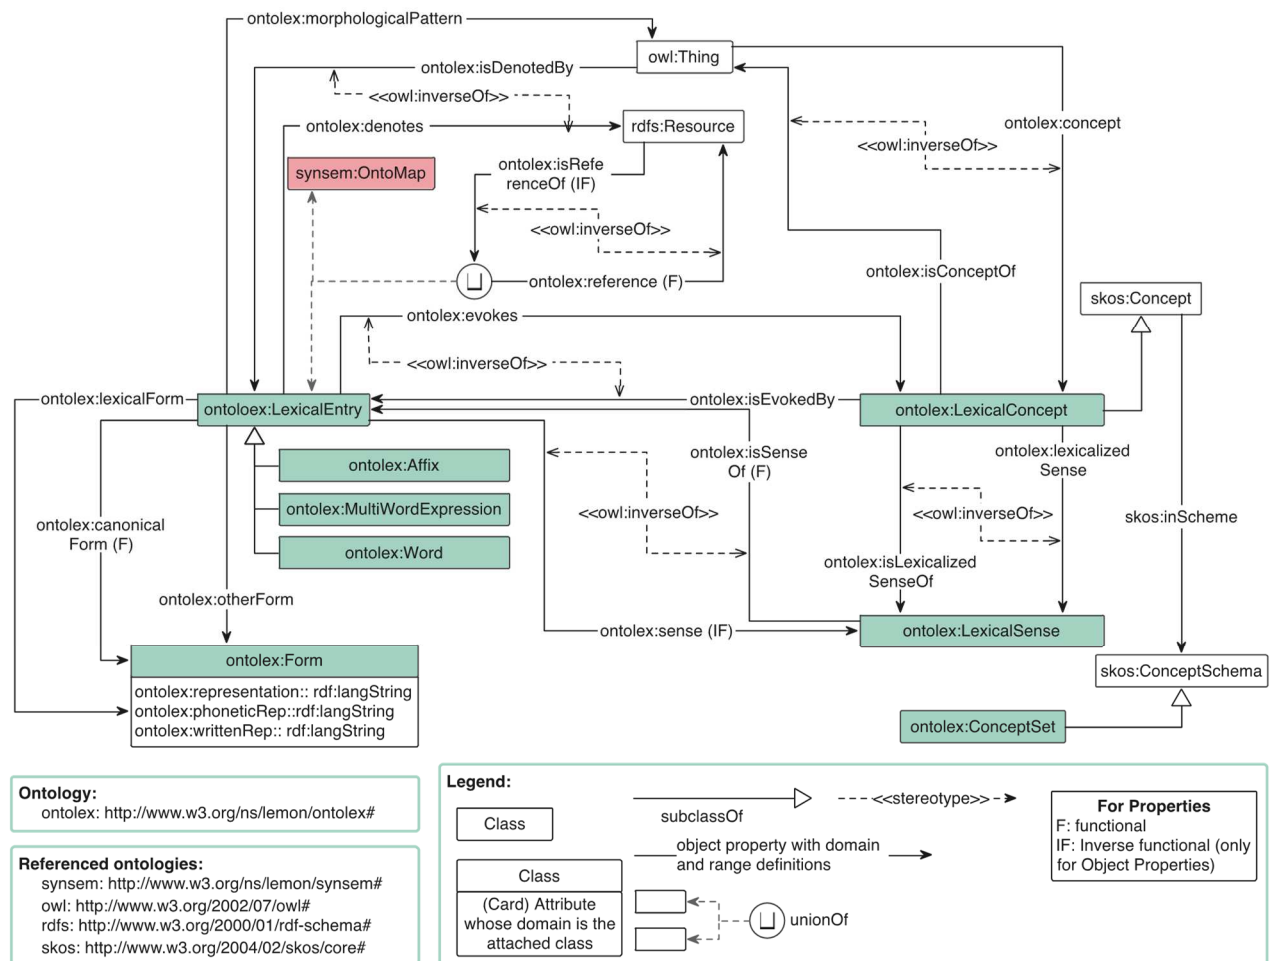 ontolex:morphologicalPattern
owl:Thing
ontolex:isDenotedBy
<<owl:inverseOf>>
ontolex:denotes
rdfs:Resource
ontolex:concept
<<owl:inverseOf>>
synsem:OntoMap
ontolex:isRefe
renceOf (IF)
<<owl:inverseOf>>
ontolex:isConceptOf
ontolex:reference (F)
skos:Concept
ontolex:evokes
<<owl:inverseOf>>
ontolex:lexicalForm
ontoloex:LexicalEntry
ontolex:isEvokedBy
ontolex:LexicalConcept
ontolex:isSense
Of (F)
ontolex:lexicalized
Sense
ontolex:Affix
ontolex:MultiWordExpression
ontolex:Word
<<owl:inverseOf>>
<<owl:inverseOf>>
skos:inScheme
ontolex:canonical
Form (F)
ontolex:isLexicalized
SenseOf
ontolex:otherForm
ontolex:sense (IF)
ontolex:LexicalSense
ontolex:Form
ontolex:representation:: rdf:langString
ontolex:phoneticRep::rdf:langString
ontolex:writtenRep:: rdf:langString
skos:ConceptSchema
ontolex:ConceptSet
Ontology:
ontolex: http://www.w3.org/ns/lemon/ontolex#
Referenced ontologies:
synsem: http://www.w3.org/ns/lemon/synsem#
owl: http://www.w3.org/2002/07/owl#
rdfs: http://www.w3.org/2000/01/rdf-schema#
skos: http://www.w3.org/2004/02/skos/core#
Legend:
Class
subclassOf
<<stereotype>>
object property with domain
and range definitions
Class
(Card) Attribute
whose domain is the
attached class
unionOf
For Properties
F: functional
IF: Inverse functional (only
for Object Properties)